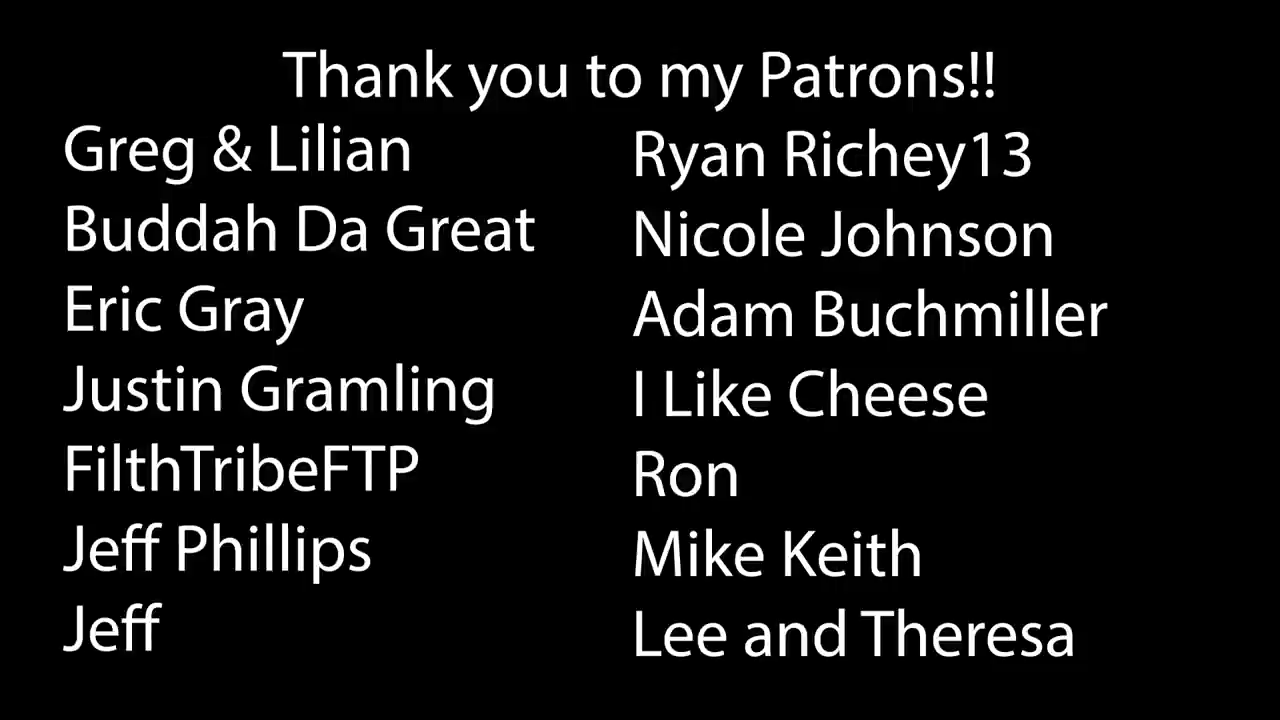 Thank you to my Patrons!!
Greg & Lilian
Buddah Da Great
Eric Gray
Justin Gramling
FilthTribeFTP
Jeff Phillips
Jeff
Ryan Richey13
Nicole Johnson
Adam Buchmiller
I Like Cheese
Ron
Mike Keith
Lee and Theresa